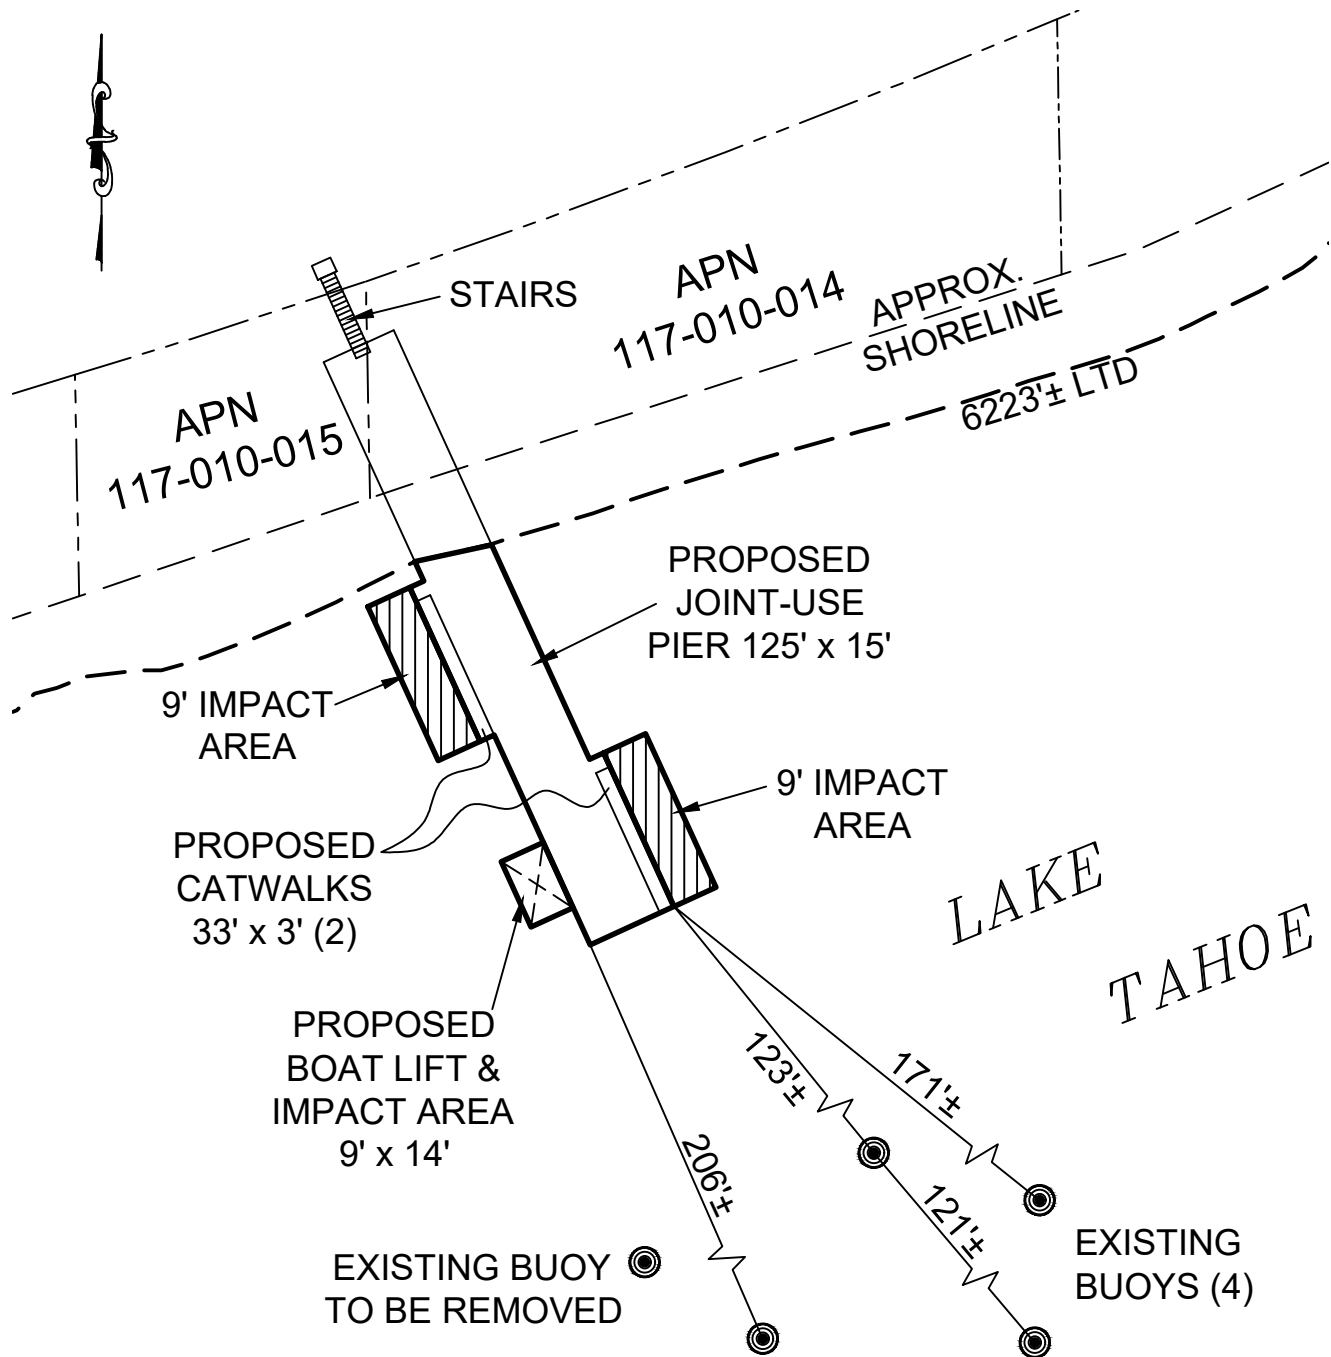 STAIRS
APN
117-010-014
APPROX.
SHORELINE
6223'± LTD
APN
117-010-015
PROPOSED
JOINT-USE
PIER 125' x 15'
9' IMPACT
AREA
9' IMPACT
AREA
PROPOSED
CATWALKS
33' x 3' (2)
LAKE
TAHOE
PROPOSED
BOAT LIFT &
IMPACT AREA
9' x 14'
123'±
171'±
206'±
121'±
EXISTING
BUOYS (4)
EXISTING BUOY
TO BE REMOVED